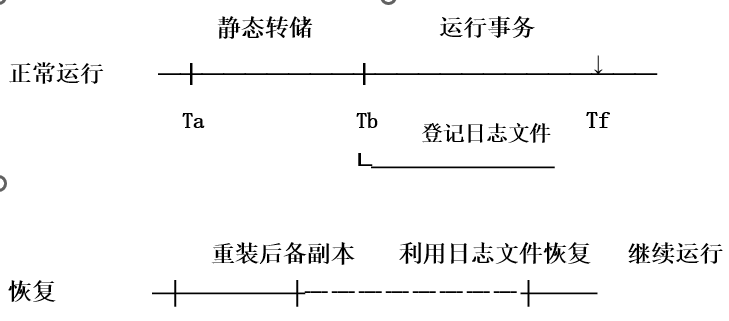 静态转储 运行事务
正常运行
Ta Tb Tf
登记日志文件
重装后备副本 利用日志文件恢复 继续运行
恢复